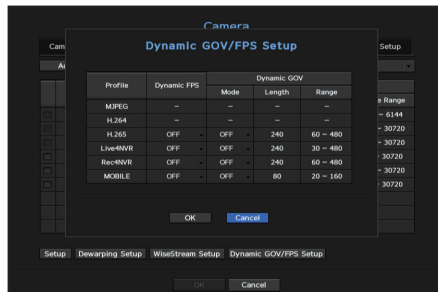 Camera
Cam
Setup
Dynamic GOV/FPS Setup
Profile Dynamic FPS Dynamic GOV
Mode Length Range
MJPEG – – – –
H.264 – – – –
H.265 OFF OFF 240 60 ~ 480
Live4NVR OFF OFF 240 30 ~ 480
Rec4NVR OFF OFF 240 60 ~ 480
MOBILE OFF OFF 80 20 ~ 160
OK Cancel
e Range
~ 6144
~ 30720
~ 30720
~ 30720
~ 30720
~ 30720
Setup Dewarping Setup WiseStream Setup Dynamic GOV/FPS Setup
OK Cancel